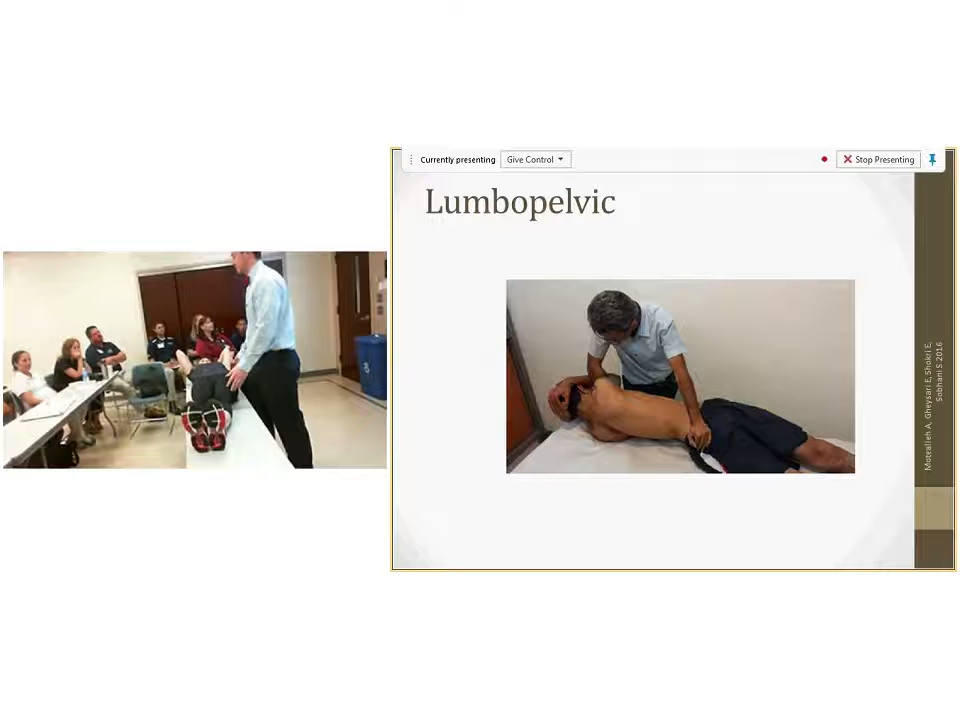 Currently presenting
Give Control
Stop Presenting
Lumbopelvic
Motealleh A, Gheysari E, Shokri E,
Sobhani S 2016